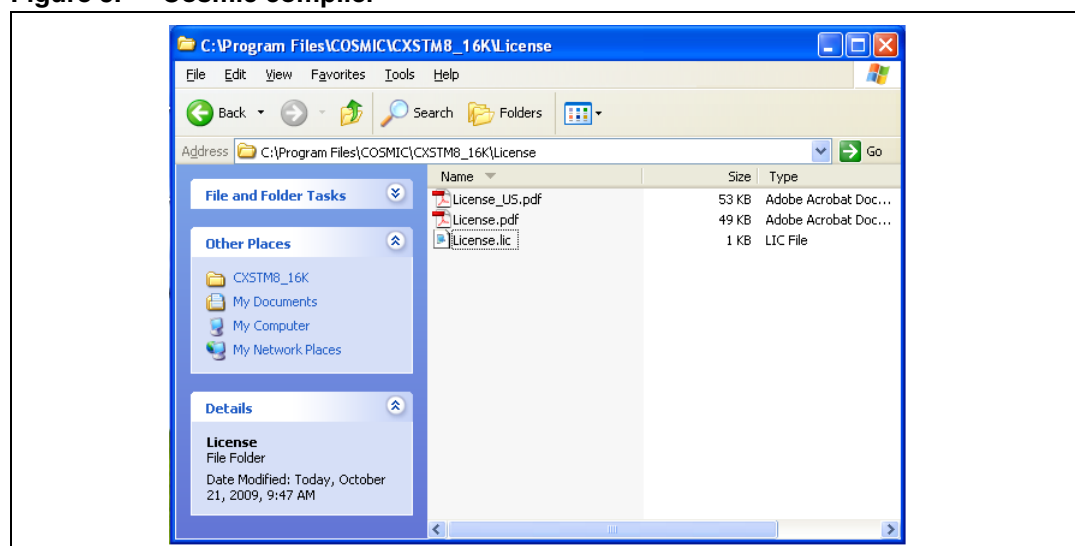 C:\Program Files\COSMIC\CXSTM8_16K\License
File Edit View Favorites Tools Help
Back Search Folders
Address C:\Program Files\COSMIC\CXSTM8_16K\License Go
File and Folder Tasks
Other Places
CXSTM8_16K
My Documents
My Computer
My Network Places
Details
License
File Folder
Date Modified: Today, October
21, 2009, 9:47 AM
Name Size Type
License_US.pdf 53 KB Adobe Acrobat Doc...
License.pdf 49 KB Adobe Acrobat Doc...
License.lic 1 KB LIC File